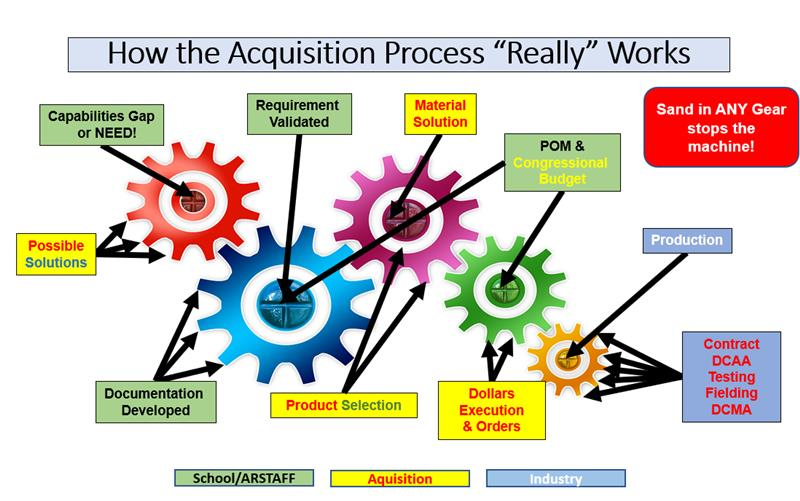 How the Acquisition Process “Really” Works
Capabilities Gap
or NEED!
Requirement
Validated
Material
Solution
Sand in ANY Gear
stops the
machine!
POM &
Congressional
Budget
Possible
Solutions
Production
Contract
DCAA
Testing
Fielding
DCMA
Documentation
Developed
Product Selection
Dollars
Execution
& Orders
School/ARSTAFF
Aquisition
Industry